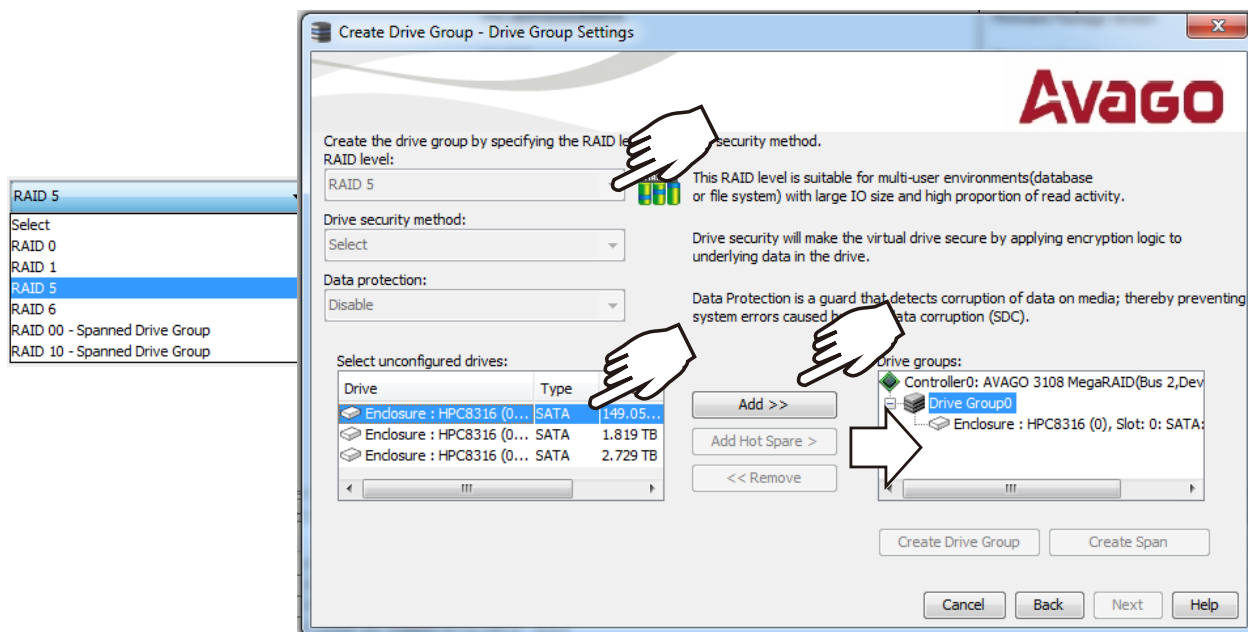 RAID 5
Select
RAID 0
RAID 1
RAID 5
RAID 6
RAID 00 - Spanned Drive Group
RAID 10 - Spanned Drive Group
Create Drive Group - Drive Group Settings
Avago
Create the drive group by specifying the RAID security method.
RAID level:
RAID 5
This RAID level is suitable for multi-user environments(database
or file system) with large IO size and high proportion of read activity.
Drive security method:
Select
Drive security will make the virtual drive secure by applying encryption logic to
underlying data in the drive.
Data protection:
Disable
Data Protection is a guard that detects corruption of data on media; thereby preventing
system errors caused data corruption (SDC).
Select unconfigured drives:
Drive Type
Enclosure : HPC8316 (0... SATA 149.05...
Enclosure : HPC8316 (0... SATA 1.819 TB
Enclosure : HPC8316 (0... SATA 2.729 TB
Add >>
Add Hot Spare >
<< Remove
Drive groups:
Controller0: AVAGO 3108 MegaRAID(Bus 2,Dev
Drive Group0
Enclosure : HPC8316 (0), Slot: 0: SATA:
Create Drive Group
Create Span
Cancel
Back
Next
Help